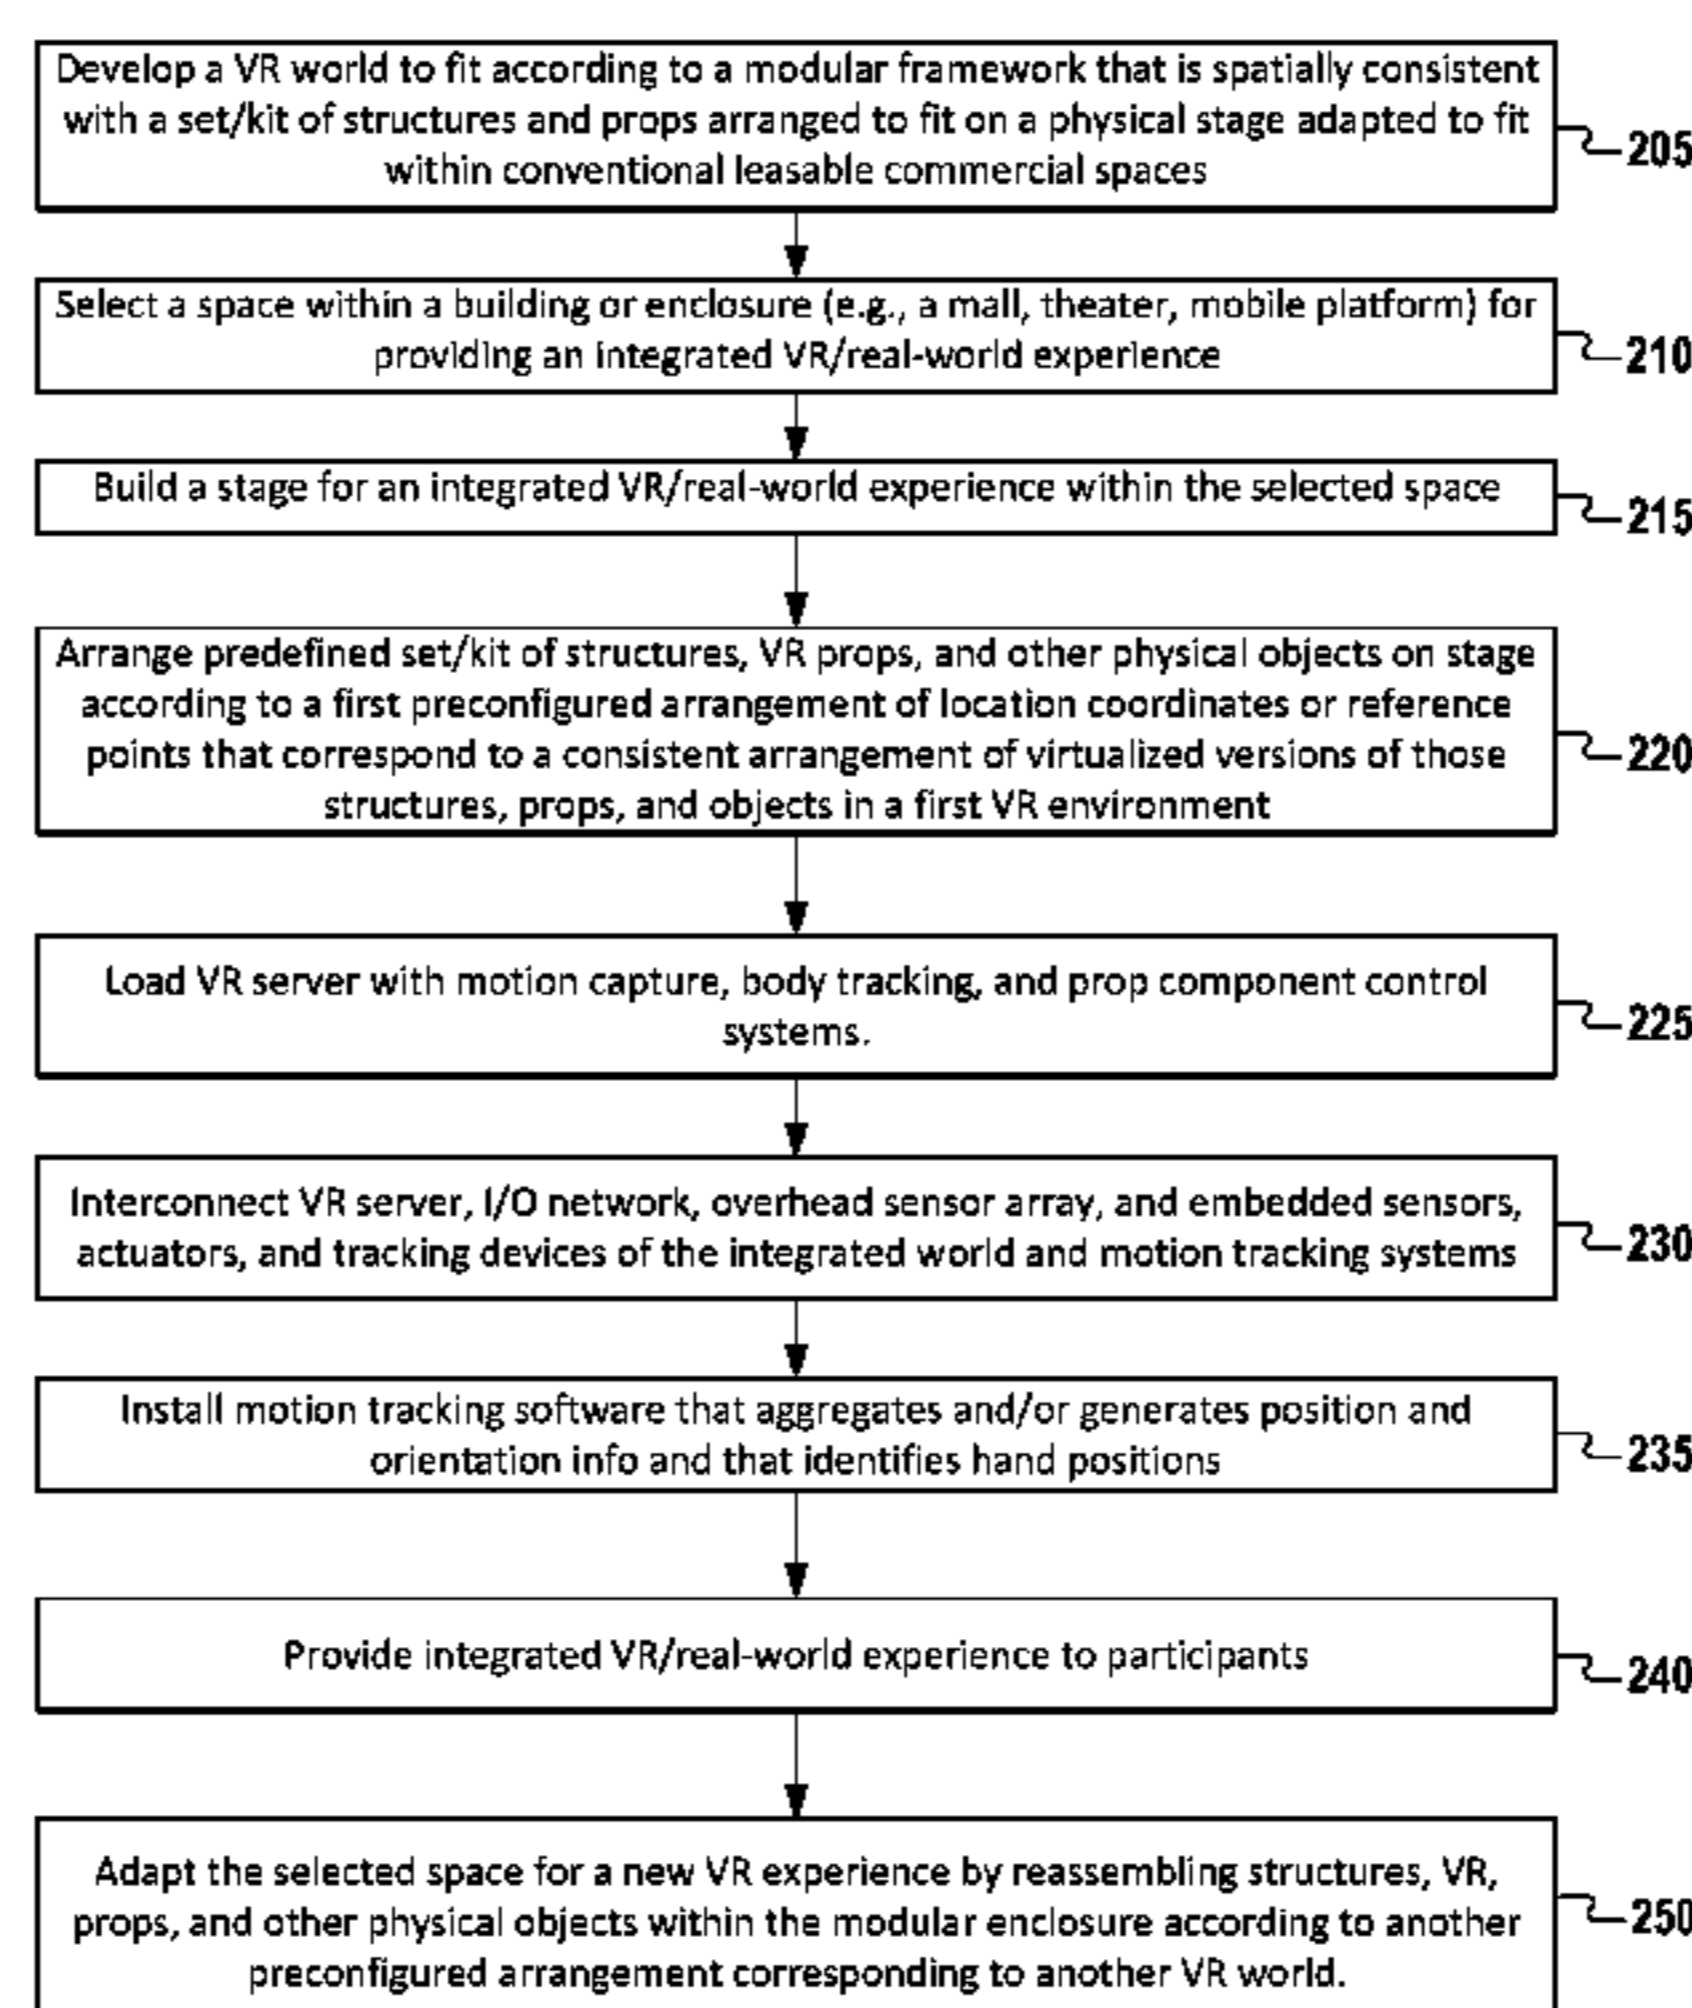 Develop a VR world to fit according to a modular framework that is spatially consistent
with a set/kit of structures and props arranged to fit on a physical stage adapted to fit
within conventional leasable commercial spaces
205
Select a space within a building or enclosure (e.g., a mall, theater, mobile platform) for
providing an integrated VR/real-world experience
210
Build a stage for an integrated VR/real-world experience within the selected space
215
Arrange predefined set/kit of structures, VR props, and other physical objects on stage
according to a first preconfigured arrangement of location coordinates or reference
points that correspond to a consistent arrangement of virtualized versions of those
structures, props, and objects in a first VR environment
220
Load VR server with motion capture, body tracking, and prop component control
systems.
225
Interconnect VR server, I/O network, overhead sensor array, and embedded sensors,
actuators, and tracking devices of the integrated world and motion tracking systems
230
Install motion tracking software that aggregates and/or generates position and
orientation info and that identifies hand positions
235
Provide integrated VR/real-world experience to participants
240
Adapt the selected space for a new VR experience by reassembling structures, VR,
props, and other physical objects within the modular enclosure according to another
preconfigured arrangement corresponding to another VR world.
250